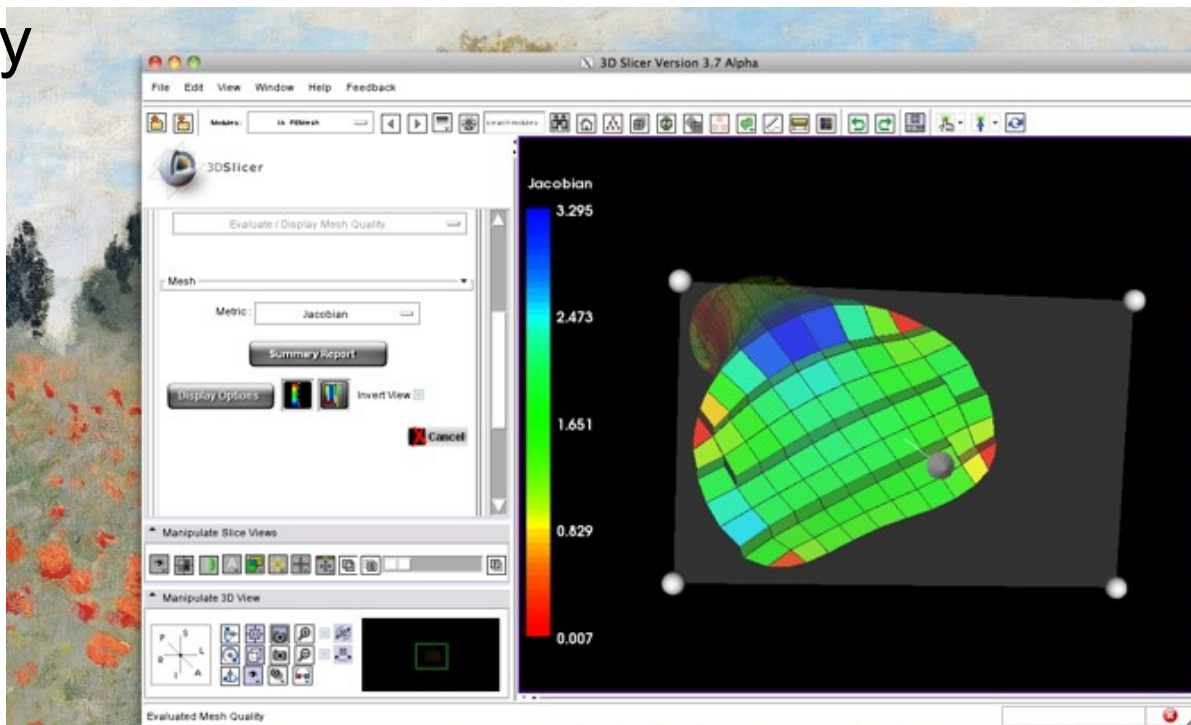 y
3D Slicer Version 3.7 Alpha
File Edit View Window Help Feedback
Modules: IA FEMesh
3DSlicer
Evaluate / Display Mesh Quality
Mesh
Metric: Jacobian
Summary Report
Display Options Invert View
Cancel
Manipulate Slice Views
Manipulate 3D View
P S
R L
I A
Evaluated Mesh Quality
Jacobian
3.295
2.473
1.651
0.829
0.007